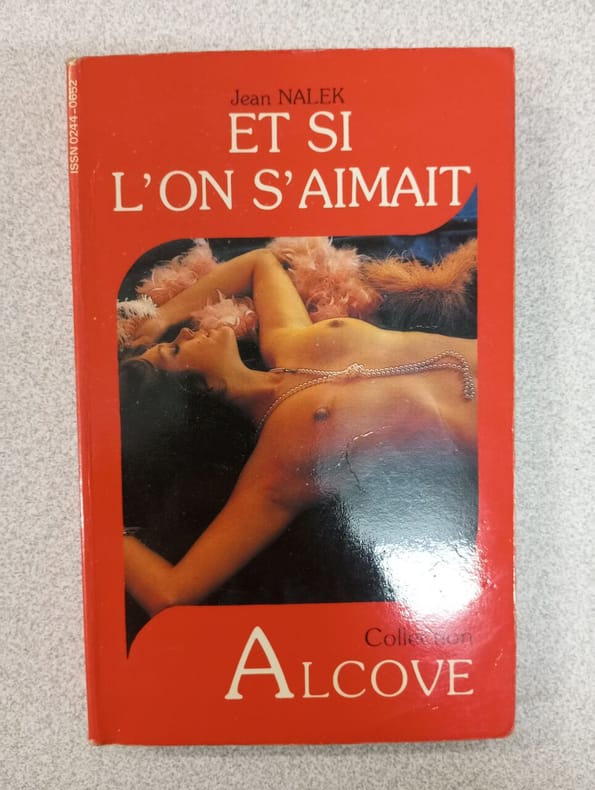 ISSN 0244-0652
Jean NALEK
ET SI
L'ON S'AIMAIT
Collection
ALCOVE